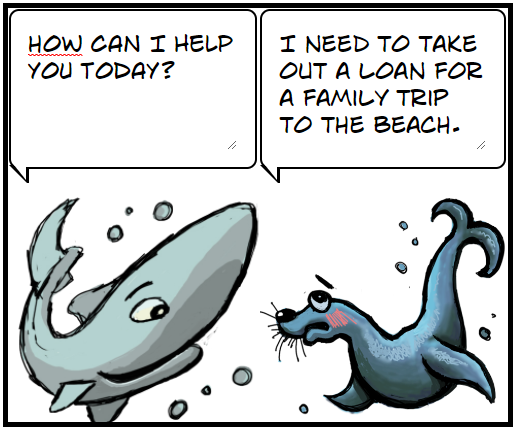 HOW CAN I HELP
YOU TODAY?
I NEED TO TAKE
OUT A LOAN FOR
A FAMILY TRIP
TO THE BEACH.